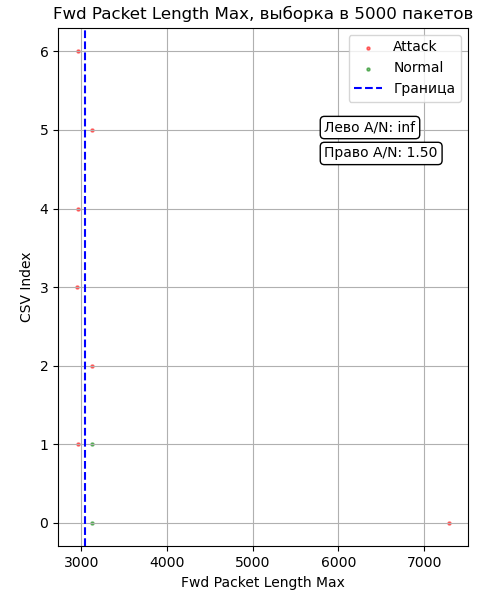 Fwd Packet Length Max, выборка в 5000 пакетов
Attack
Normal
Граница
Лево A/N: inf
Право A/N: 1.50
6
5
4
3
2
1
0
CSV Index
3000 4000 5000 6000 7000
Fwd Packet Length Max